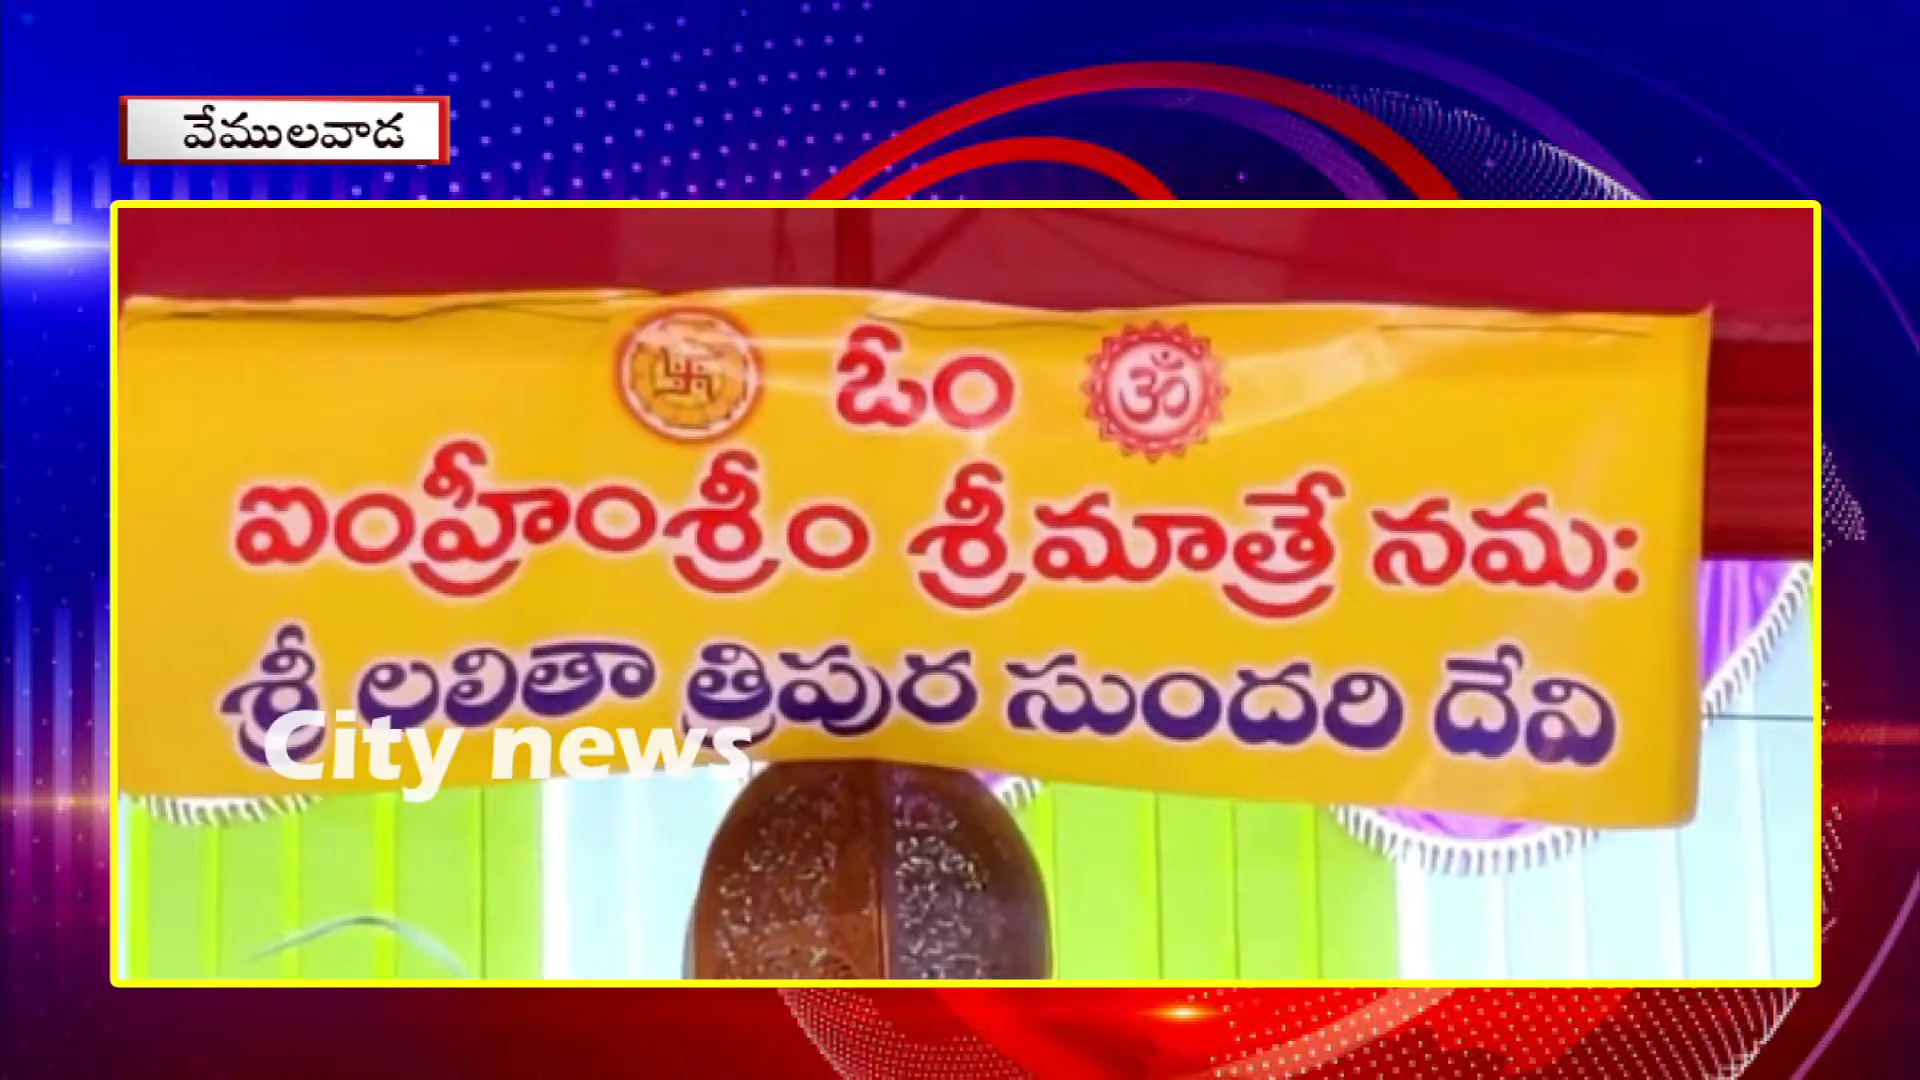 వేములవాడ
ఓం
ఐంహ్రీంశ్రీం శ్రీమాత్రే నమ:
శ్రీ లలితా త్రిపుర సుందరి దేవి
City news